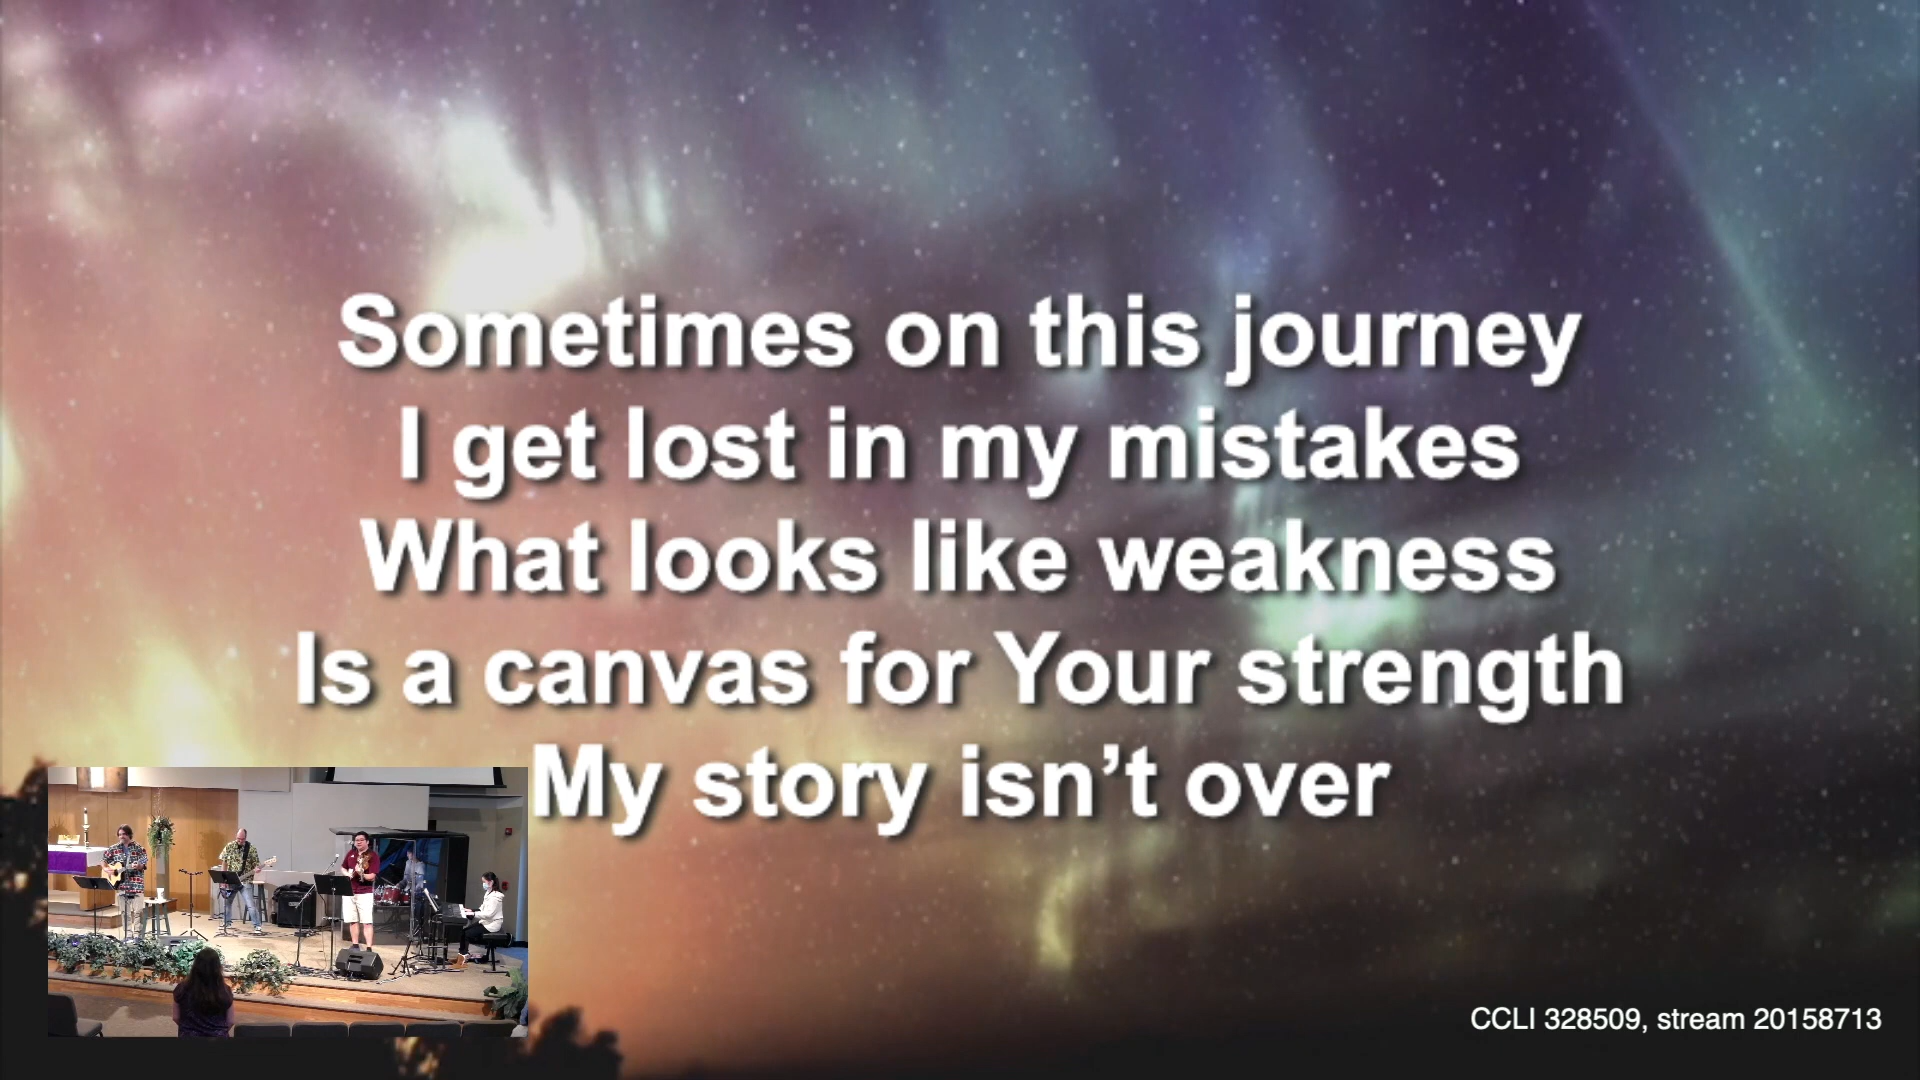 Sometimes on this journey
I get lost in my mistakes
What looks like weakness
Is a canvas for Your strength
My story isn’t over
CCLI 328509, stream 20158713